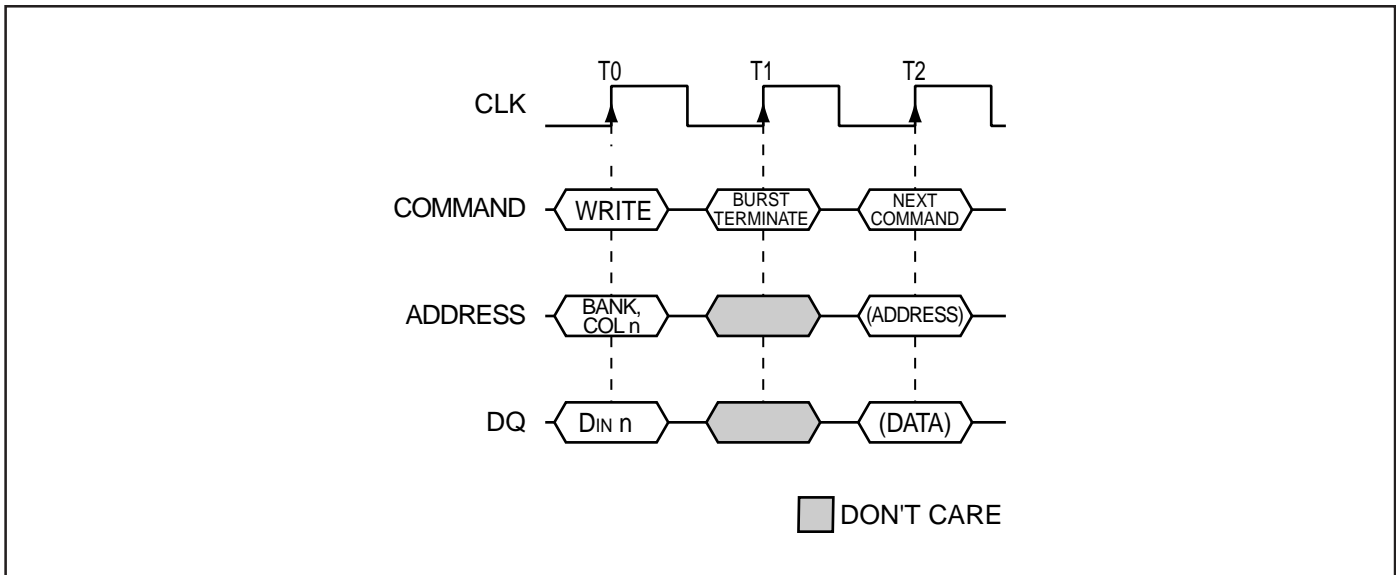 T0 T1 T2
CLK
COMMAND WRITE BURST TERMINATE NEXT COMMAND
ADDRESS BANK, COL n (ADDRESS)
DQ DIN n (DATA)
DON'T CARE